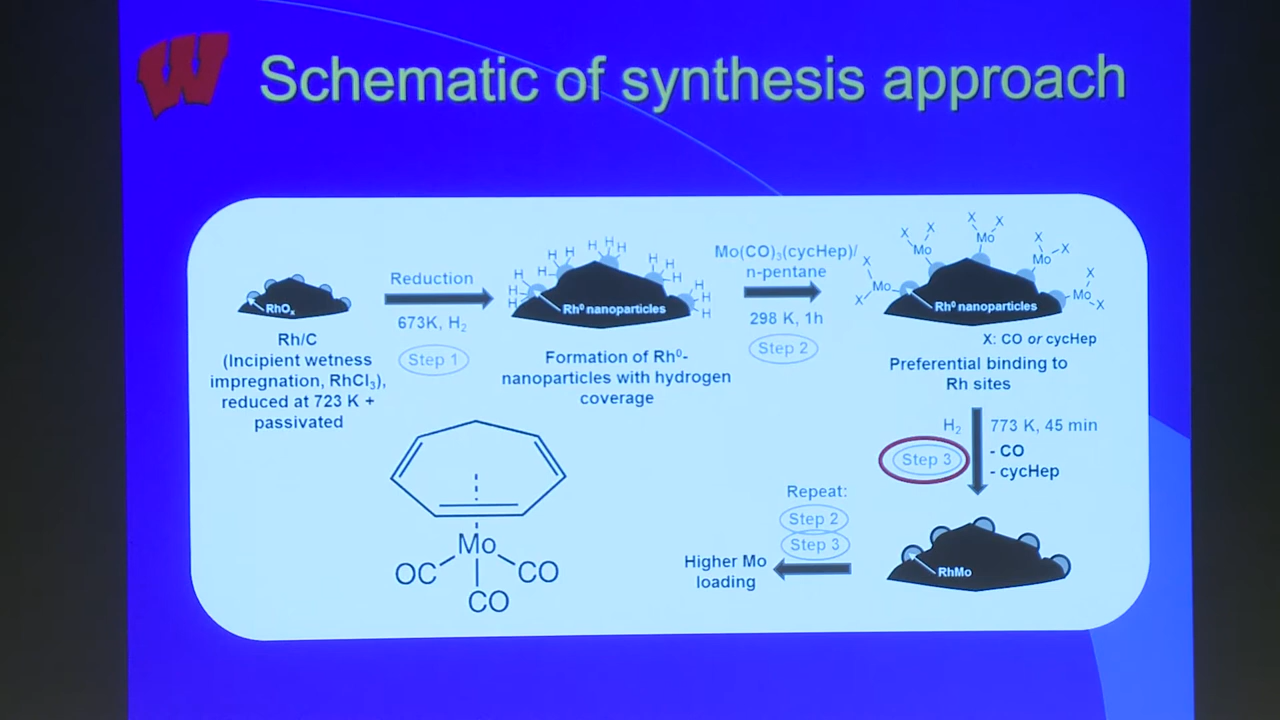 W
Schematic of synthesis approach
RhOₓ
Rh/C
(Incipient wetness
impregnation, RhCl₃),
reduced at 723 K +
passivated
Reduction
673K, H₂
Step 1
H H H H H H H H H H H H H H H H
Rh⁰ nanoparticles
Formation of Rh⁰-
nanoparticles with hydrogen
coverage
Mo(CO)₃(cycHep)/
n-pentane
298 K, 1h
Step 2
X X X X X X X X X X
Mo Mo Mo Mo Mo
Rh⁰ nanoparticles
X: CO or cycHep
Preferential binding to
Rh sites
H₂
773 K, 45 min
Step 3
- CO
- cycHep
RhMo
Repeat:
Step 2
Step 3
Higher Mo
loading
Mo
OC CO
CO